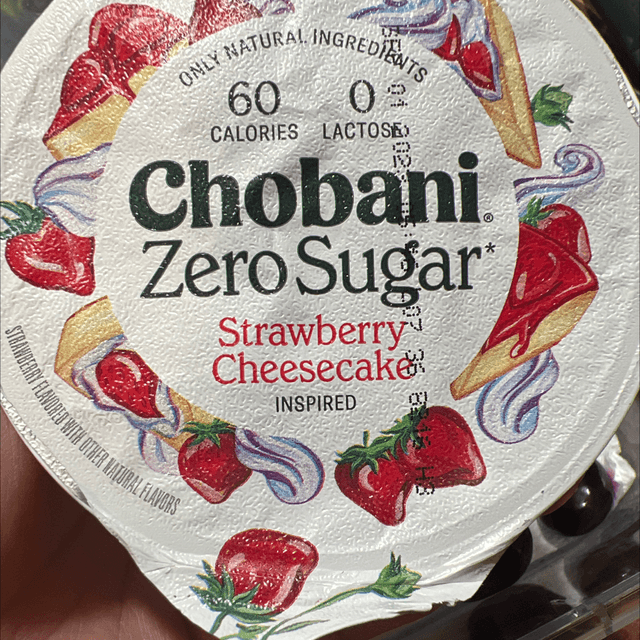 ONLY NATURAL INGREDIENTS
60 0
CALORIES LACTOSE
Chobani®
Zero Sugar*
Strawberry
Cheesecake
INSPIRED
STRAWBERRY FLAVORED WITH OTHER NATURAL FLAVORS